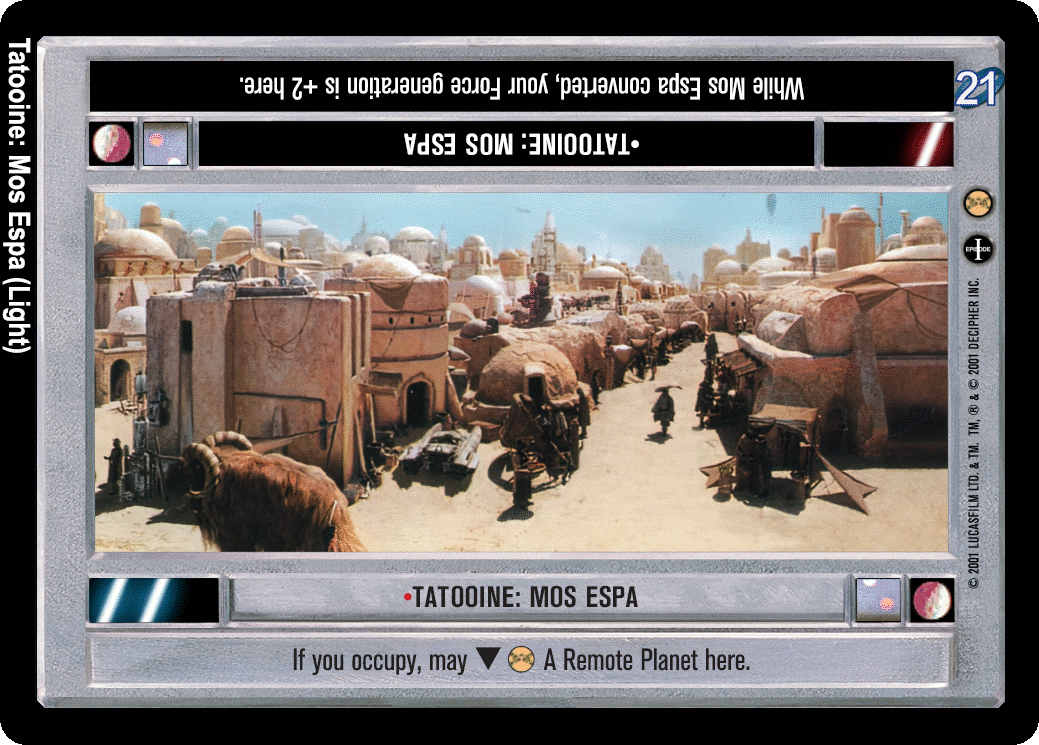 Tatooine: Mos Espa (Light)
While Mos Espa converted, your Force generation is +2 here.
•TATOOINE: MOS ESPA
21
EPISODE I
© 2001 LUCASFILM LTD. & TM. TM, ® & © 2001 DECIPHER INC.
•TATOOINE: MOS ESPA
If you occupy, may ▼ A Remote Planet here.